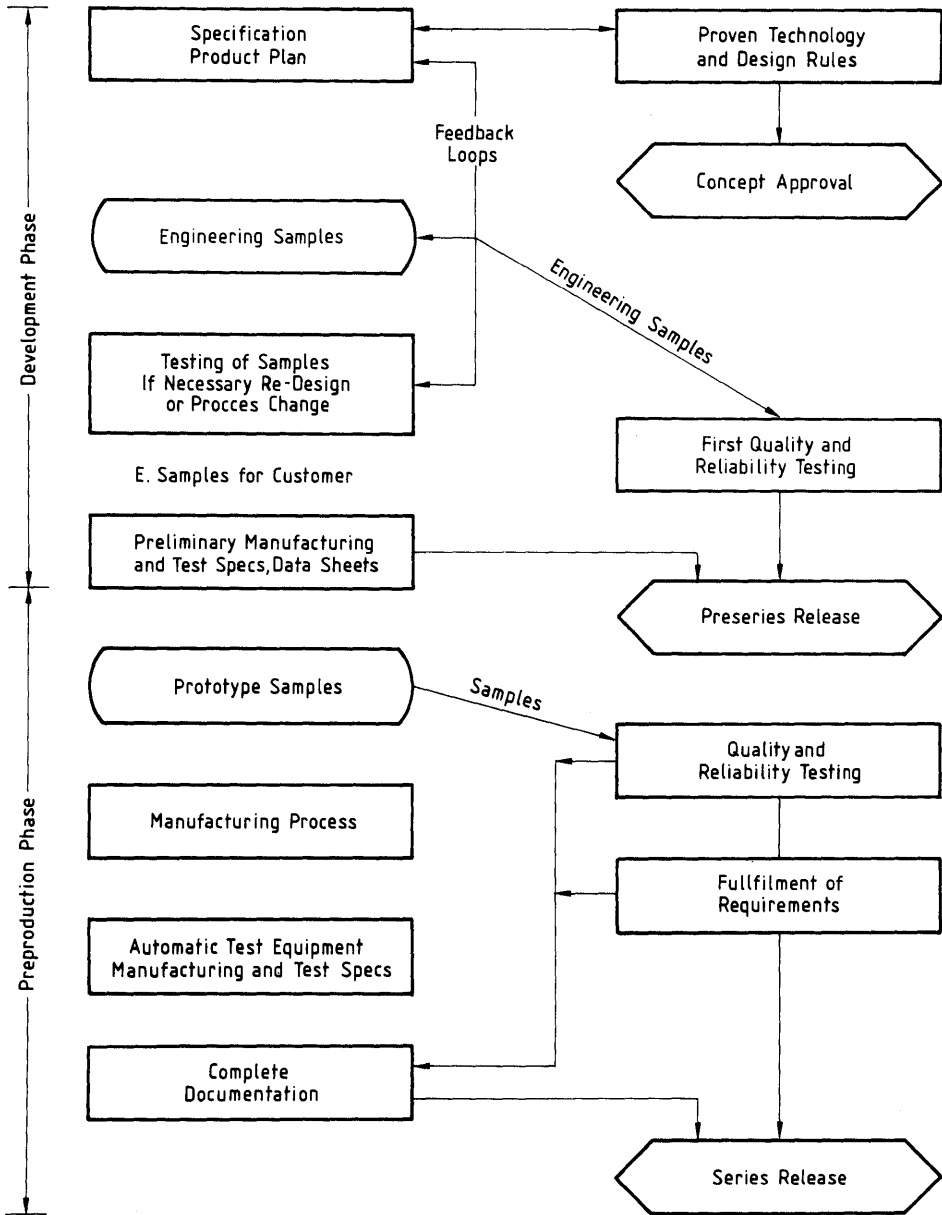 Specification
Product Plan
Proven Technology
and Design Rules
Feedback
Loops
Concept Approval
Engineering Samples
Engineering Samples
Development Phase
Testing of Samples
If Necessary Re-Design
or Procces Change
First Quality and
Reliability Testing
E. Samples for Customer
Preliminary Manufacturing
and Test Specs, Data Sheets
Preseries Release
Prototype Samples
Samples
Quality and
Reliability Testing
Preproduction Phase
Manufacturing Process
Fullfilment of
Requirements
Automatic Test Equipment
Manufacturing and Test Specs
Complete
Documentation
Series Release